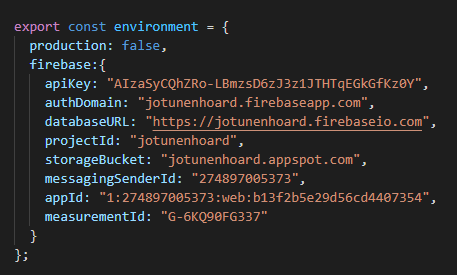 export const environment = {
production: false,
firebase:{
apiKey: "AIzaSyCQhZRo-LBmzsD6zJ3z1JTHTqEGkGfKz0Y",
authDomain: "jotunenhoard.firebaseapp.com",
databaseURL: "https://jotunenhoard.firebaseio.com",
projectId: "jotunenhoard",
storageBucket: "jotunenhoard.appspot.com",
messagingSenderId: "274897005373",
appId: "1:274897005373:web:b13f2b5e29d56cd4407354",
measurementId: "G-6KQ90FG337"
}
};